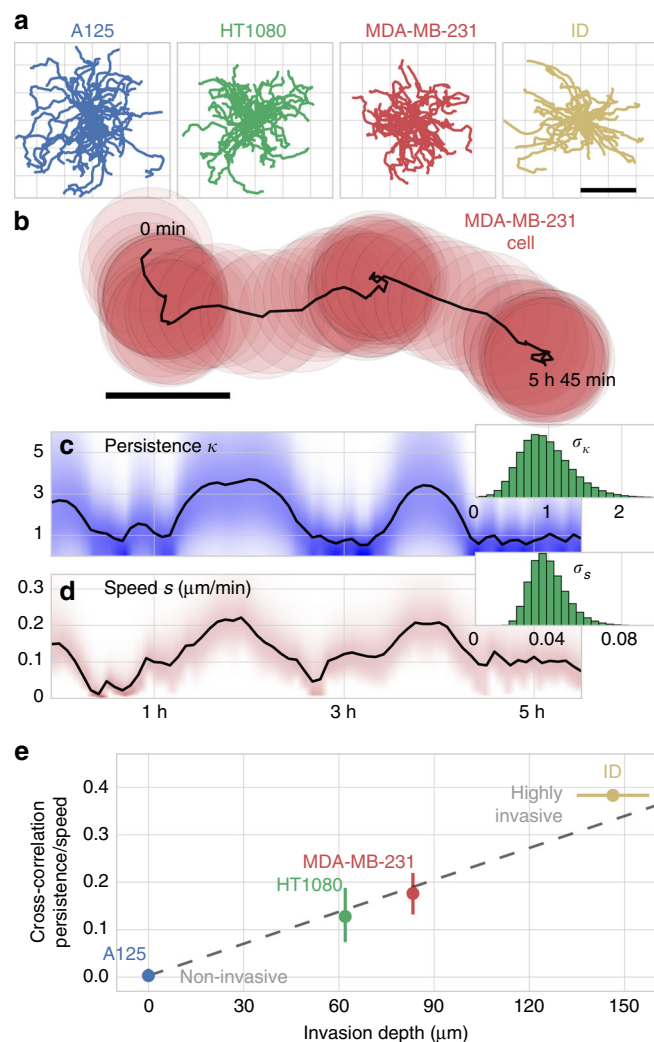 a
A125
HT1080
MDA-MB-231
ID
b
0 min
MDA-MB-231
cell
5 h 45 min
c
Persistence κ
5
3
1
σκ
0
1
2
d
Speed s (μm/min)
0.3
0.2
0.1
0
σs
0
0.04
0.08
1 h
3 h
5 h
e
Cross-correlation
persistence/speed
0.4
0.3
0.2
0.1
0.0
ID
Highly
invasive
MDA-MB-231
HT1080
A125
Non-invasive
0
30
60
90
120
150
Invasion depth (μm)